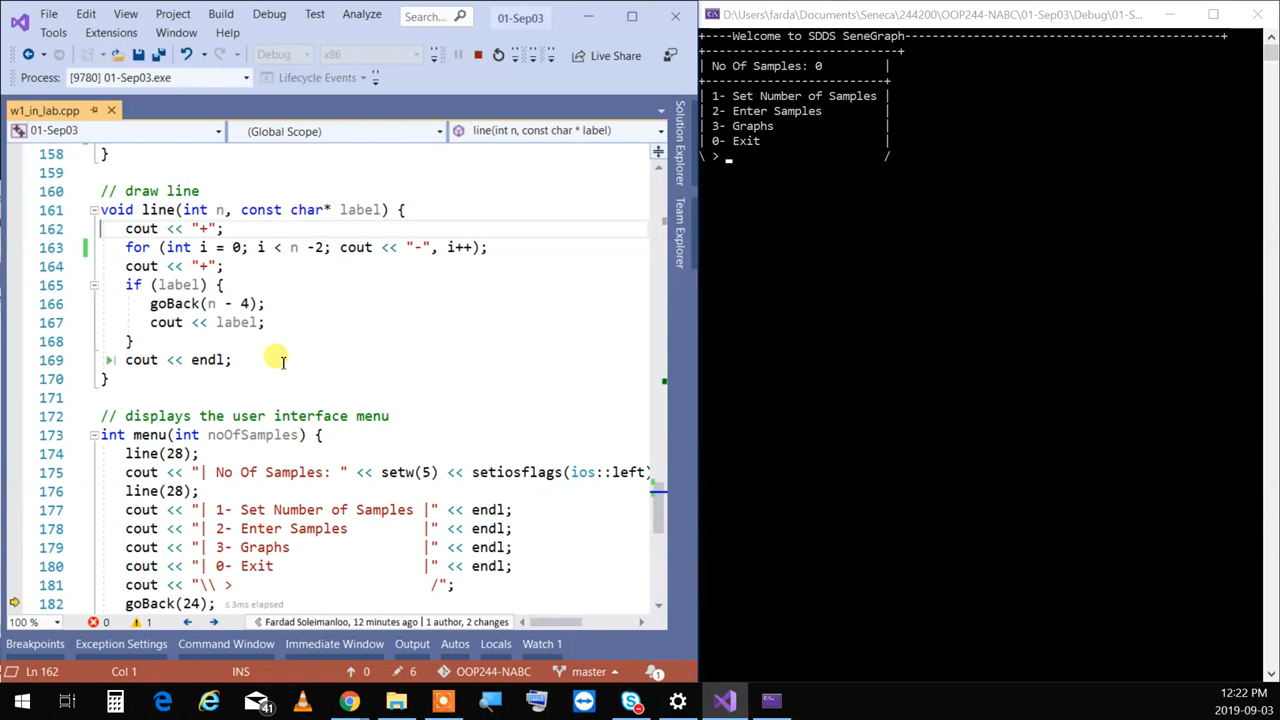 File Edit View Project Build Debug Test Analyze Search... 01-Sep03
Tools Extensions Window Help
Debug x86 Live Share
Process: [9780] 01-Sep03.exe Lifecycle Events
w1_in_lab.cpp
01-Sep03 (Global Scope) line(int n, const char * label)
158 }
159
160 // draw line
161 void line(int n, const char* label) {
162 cout << "+";
163 for (int i = 0; i < n -2; cout << "-", i++);
164 cout << "+";
165 if (label) {
166 goBack(n - 4);
167 cout << label;
168 }
169 cout << endl;
170 }
171
172 // displays the user interface menu
173 int menu(int noOfSamples) {
174 line(28);
175 cout << "| No Of Samples: " << setw(5) << setiosflags(ios::left)
176 line(28);
177 cout << "| 1- Set Number of Samples |" << endl;
178 cout << "| 2- Enter Samples |" << endl;
179 cout << "| 3- Graphs |" << endl;
180 cout << "| 0- Exit |" << endl;
181 cout << "\\ > /";
182 goBack(24); ≤ 3ms elapsed
100 % 0 1 Fardad Soleimanloo, 12 minutes ago | 1 author, 2 changes
Breakpoints Exception Settings Command Window Immediate Window Output Autos Locals Watch 1
Ln 162 Col 1 INS 0 6 OOP244-NABC master 1
Solution Explorer
Team Explorer
D:\Users\farda\Documents\Seneca\244200\OOP244-NABC\01-Sep03\Debug\01-S...
+----Welcome to SDDS SeneGraph-------------------------------------------+
+--------------------------+
| No Of Samples: 0
+--------------------------+
| 1- Set Number of Samples |
| 2- Enter Samples |
| 3- Graphs |
| 0- Exit |
\ > _ /
41
12:22 PM
2019-09-03